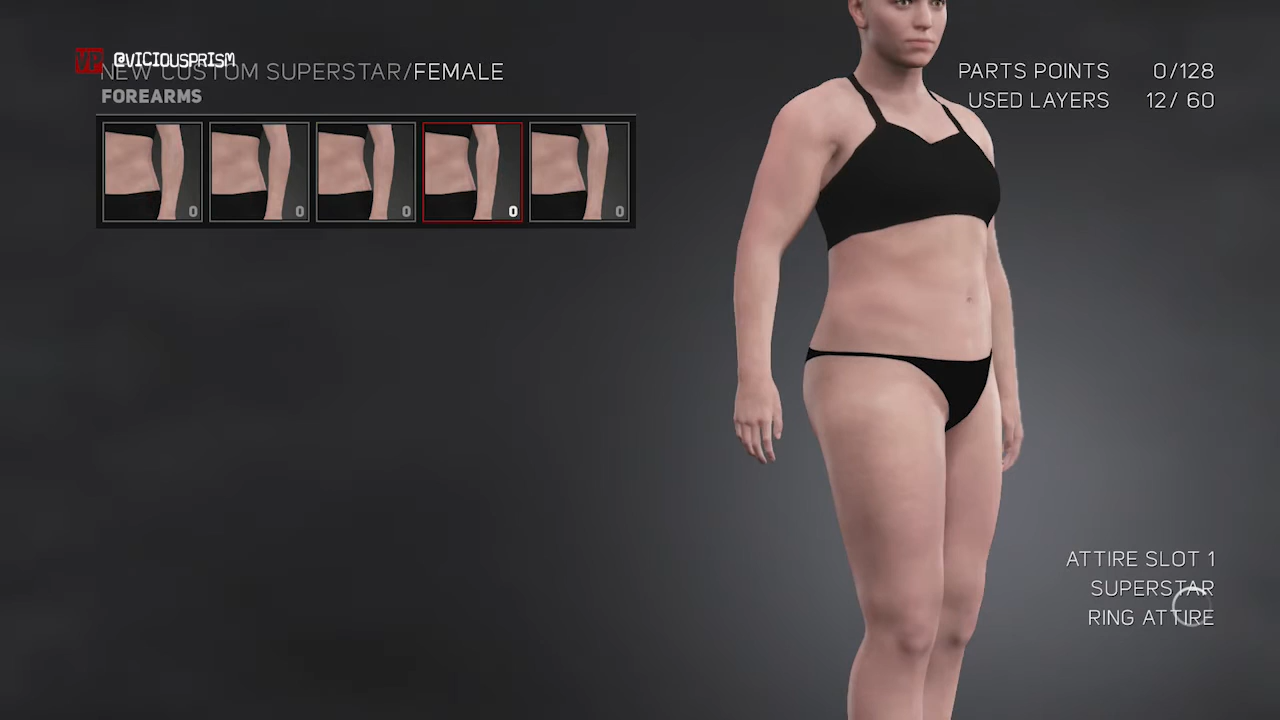 VP @VICIOUSPRISM
NEW CUSTOM SUPERSTAR/FEMALE
FOREARMS
0 0 0 0 0
PARTS POINTS 0/128
USED LAYERS 12/ 60
ATTIRE SLOT 1
SUPERSTAR
RING ATTIRE